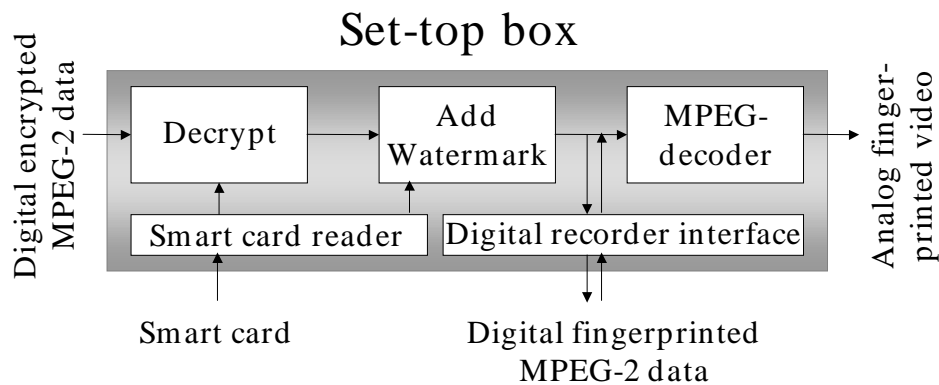 Set-top box
Digital encrypted
MPEG-2 data
Decrypt
Add
Watermark
MPEG-
decoder
Analog finger-
printed video
Smart card reader
Digital recorder interface
Smart card
Digital fingerprinted
MPEG-2 data